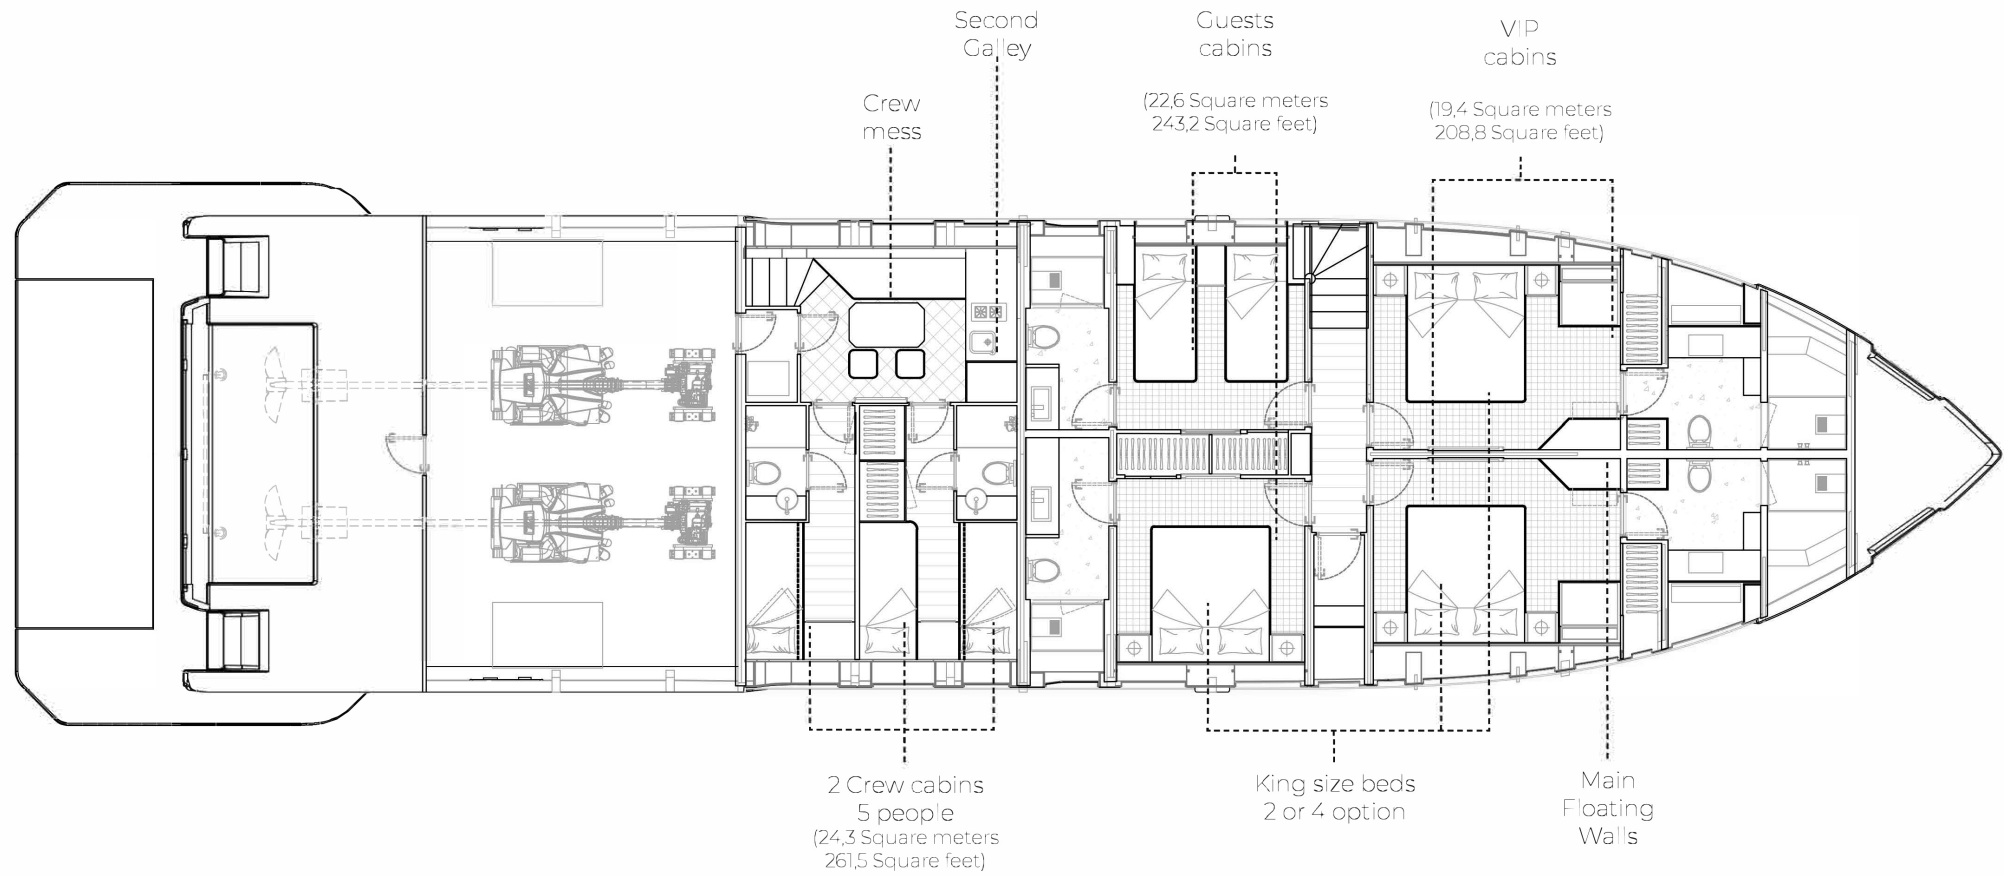 Second
Galley
Guests
cabins
(22,6 Square meters
243,2 Square feet)
VIP
cabins
(19,4 Square meters
208,8 Square feet)
Crew
mess
2 Crew cabins
5 people
(24,3 Square meters
261,5 Square feet)
King size beds
2 or 4 option
Main
Floating
Walls